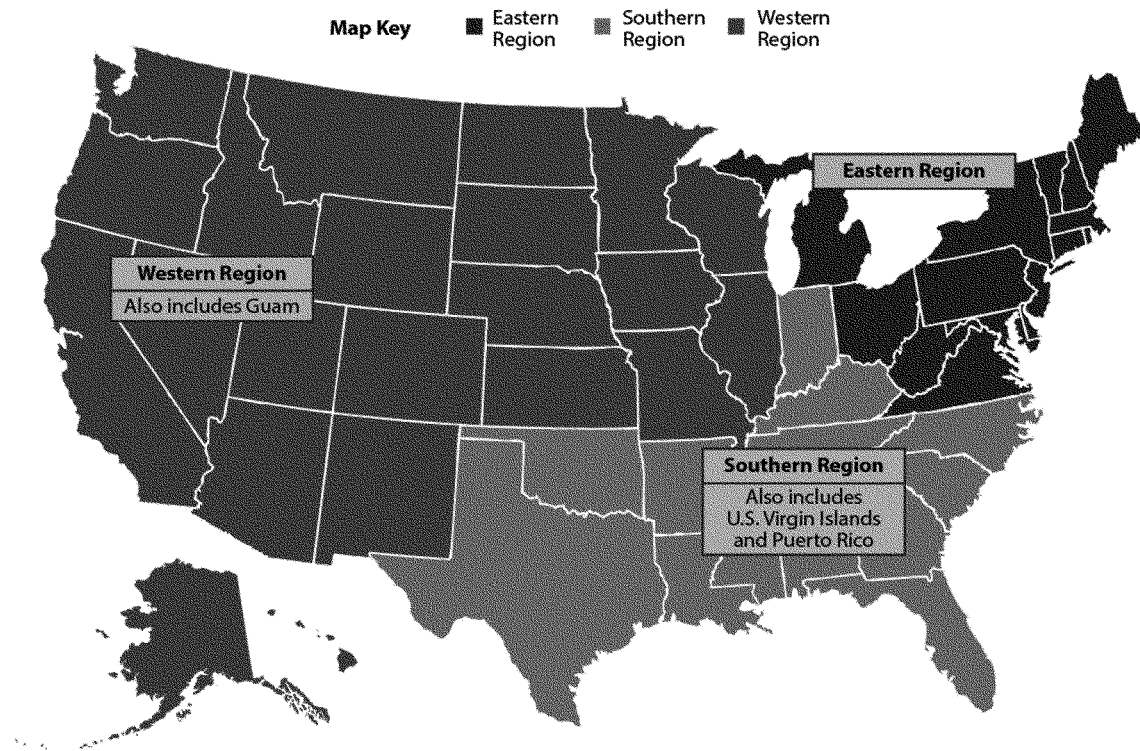 Map Key
Eastern
Region
Southern
Region
Western
Region
Eastern Region
Western Region
Also includes Guam
Southern Region
Also includes
U.S. Virgin Islands
and Puerto Rico